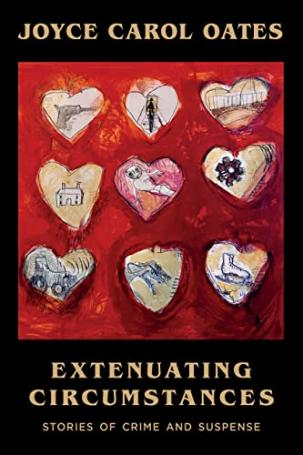 JOYCE CAROL OATES
EXTENUATING
CIRCUMSTANCES
STORIES OF CRIME AND SUSPENSE